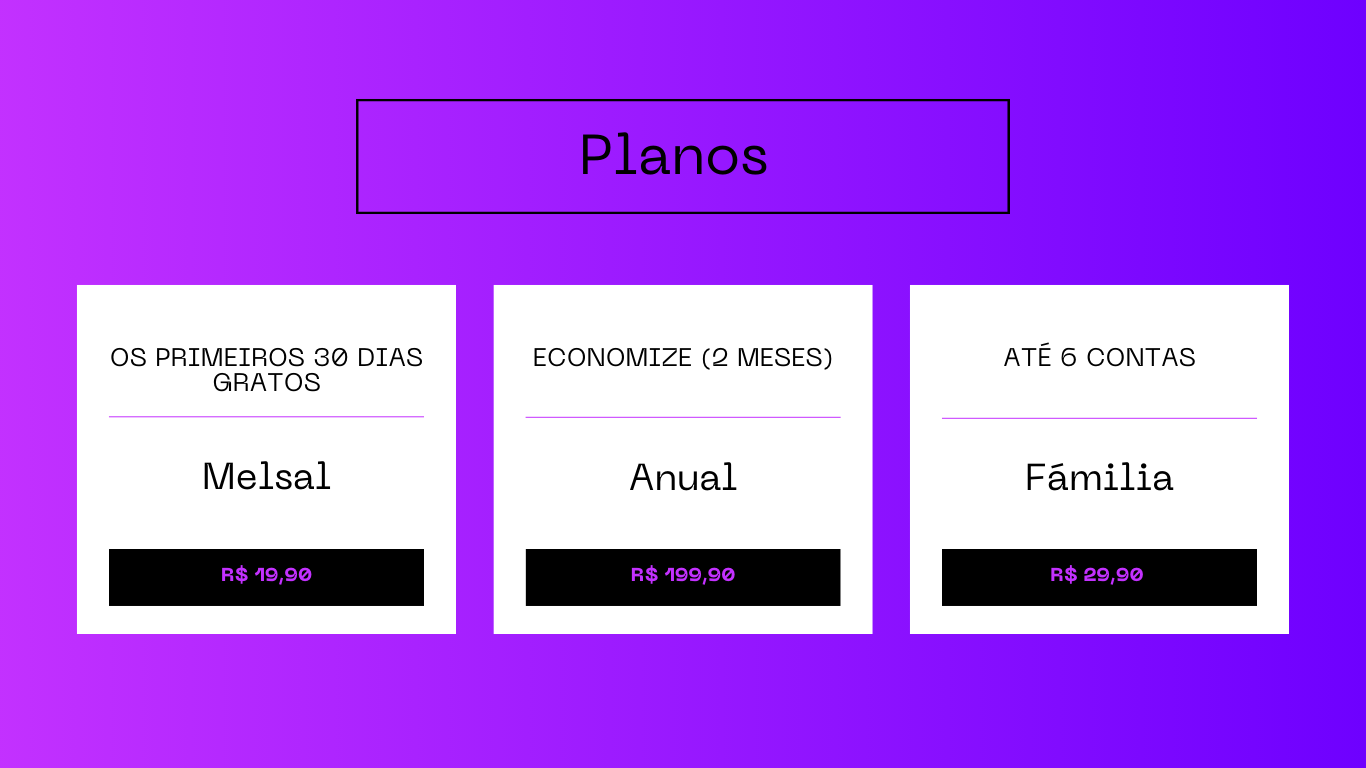 Planos
OS PRIMEIROS 30 DIAS
GRATOS
Melsal
R$ 19,90
ECONOMIZE (2 MESES)
Anual
R$ 199,90
ATÉ 6 CONTAS
Fámilia
R$ 29,90